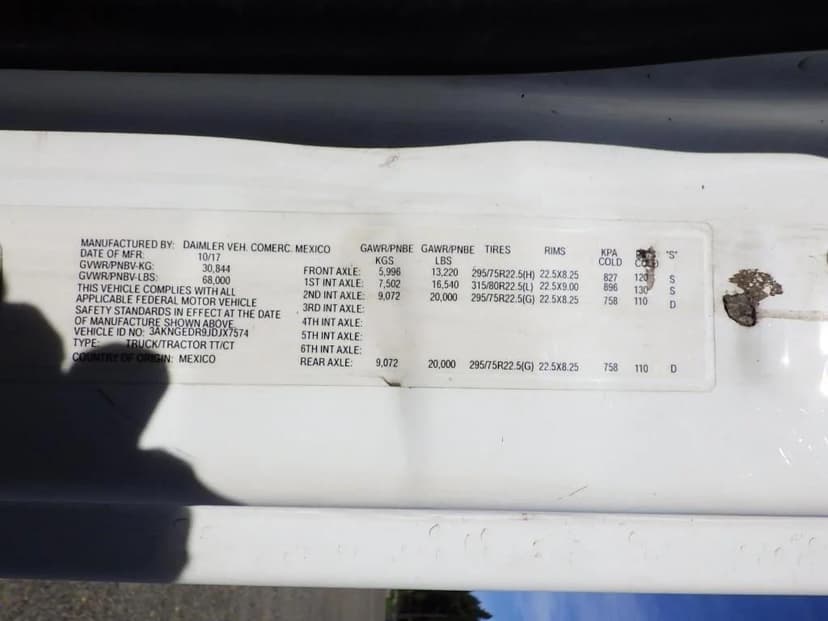 MANUFACTURED BY: DAIMLER VEH. COMERC. MEXICO
DATE OF MFR: 10/17
GVWR/PNBV-KG: 30,844
GVWR/PNBV-LBS: 68,000
THIS VEHICLE COMPLIES WITH ALL
APPLICABLE FEDERAL MOTOR VEHICLE
SAFETY STANDARDS IN EFFECT AT THE DATE
OF MANUFACTURE SHOWN ABOVE.
VEHICLE ID NO: 3AKNGEDR9JDJX7574
TYPE: TRUCK/TRACTOR TT/CT
COUNTRY OF ORIGIN: MEXICO
GAWR/PNBE GAWR/PNBE TIRES RIMS KPA "S"
KGS LBS COLD COLD
FRONT AXLE: 5,996 13,220 295/75R22.5(H) 22.5X8.25 827 120 S
1ST INT AXLE: 7,502 16,540 315/80R22.5(L) 22.5X9.00 896 130 S
2ND INT AXLE: 9,072 20,000 295/75R22.5(G) 22.5X8.25 758 110 D
3RD INT AXLE:
4TH INT AXLE:
5TH INT AXLE:
6TH INT AXLE:
REAR AXLE: 9,072 20,000 295/75R22.5(G) 22.5X8.25 758 110 D